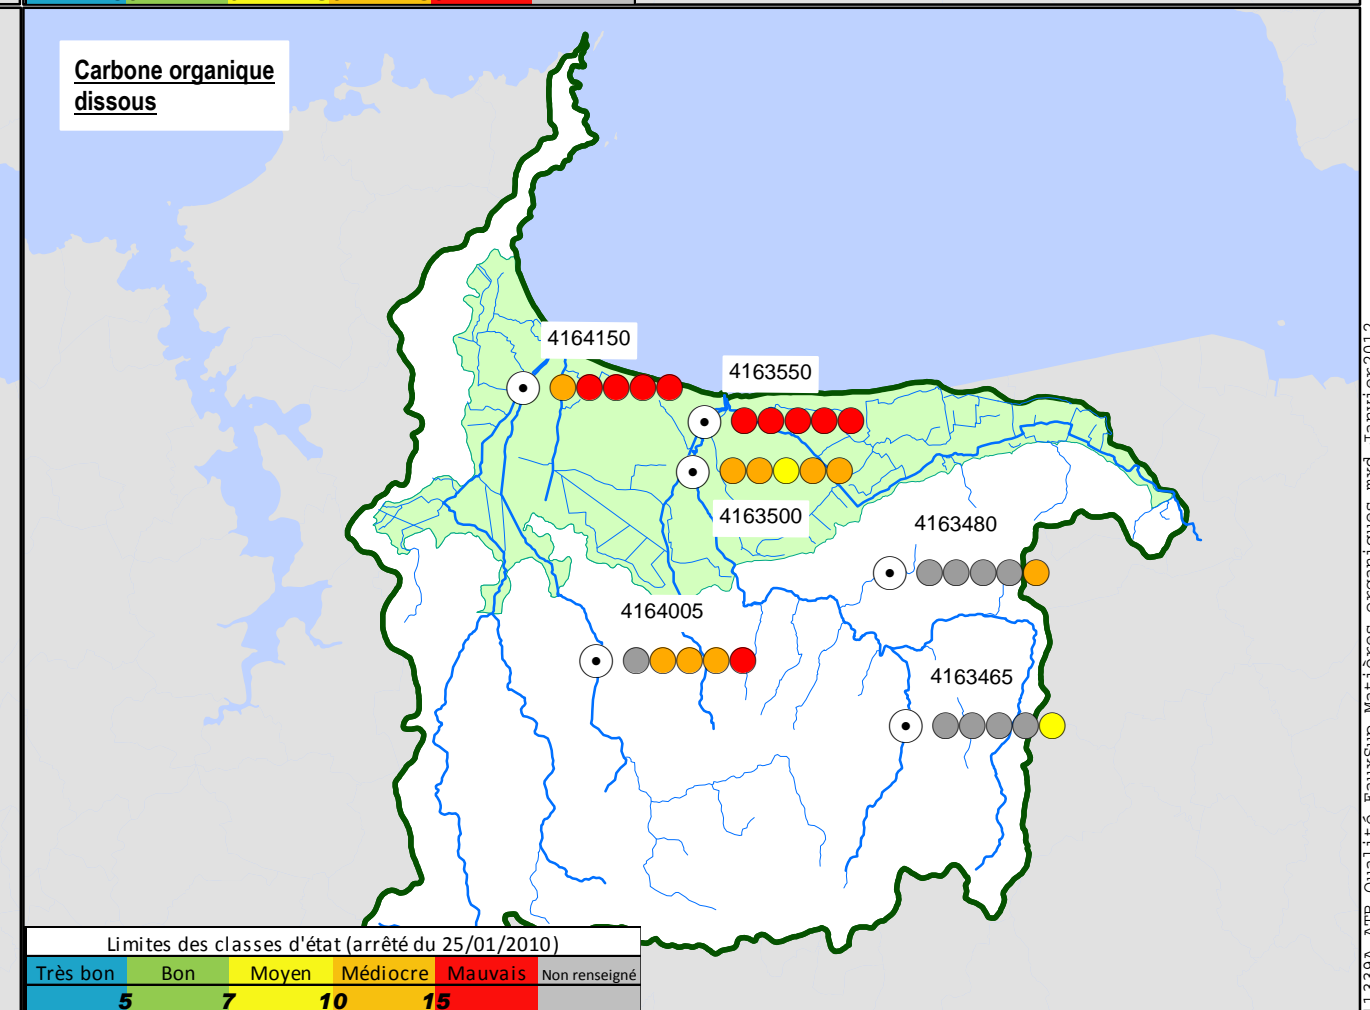 Carbone organique
dissous
4164150
4163550
4163500
4163480
4164005
4163465
Limites des classes d'état (arrêté du 25/01/2010)
Très bon Bon Moyen Médiocre Mauvais Non renseigné
5 7 10 15